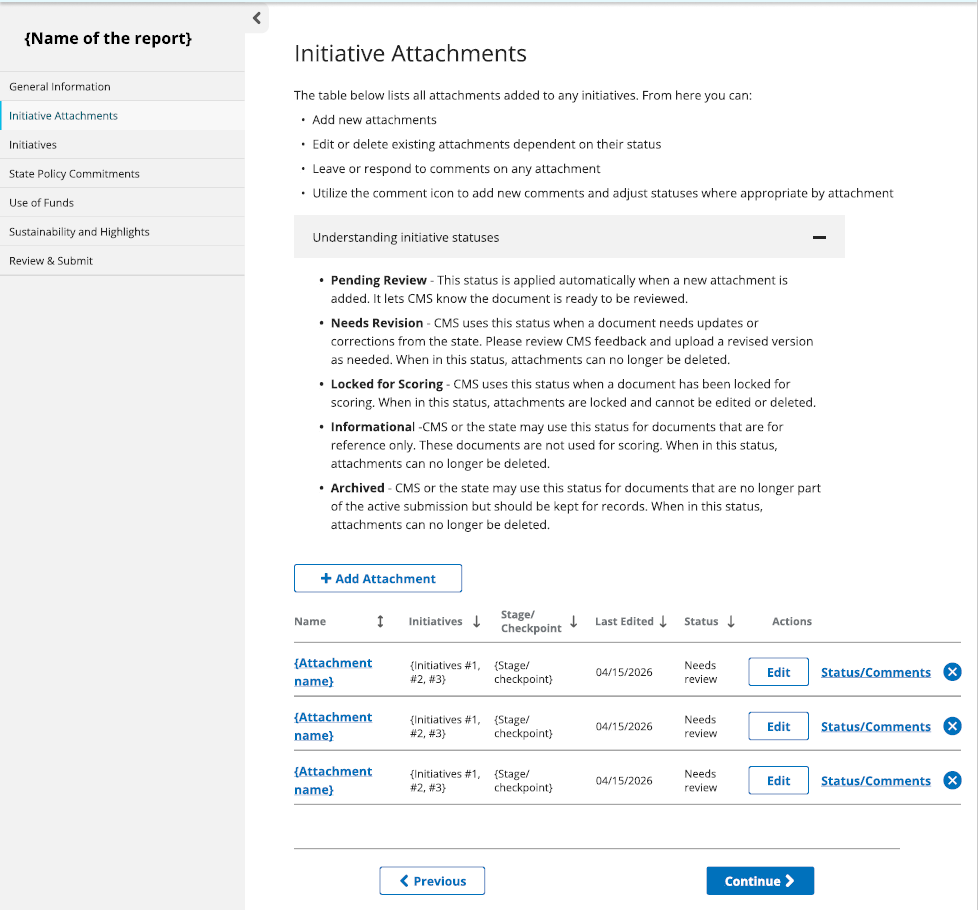 {Name of the report}
General Information
Initiative Attachments
Initiatives
State Policy Commitments
Use of Funds
Sustainability and Highlights
Review & Submit
Initiative Attachments
The table below lists all attachments added to any initiatives. From here you can:
• Add new attachments
• Edit or delete existing attachments dependent on their status
• Leave or respond to comments on any attachment
• Utilize the comment icon to add new comments and adjust statuses where appropriate by attachment
Understanding initiative statuses
• Pending Review - This status is applied automatically when a new attachment is
added. It lets CMS know the document is ready to be reviewed.
• Needs Revision - CMS uses this status when a document needs updates or
corrections from the state. Please review CMS feedback and upload a revised version
as needed. When in this status, attachments can no longer be deleted.
• Locked for Scoring - CMS uses this status when a document has been locked for
scoring. When in this status, attachments are locked and cannot be edited or deleted.
• Informational -CMS or the state may use this status for documents that are for
reference only. These documents are not used for scoring. When in this status,
attachments can no longer be deleted.
• Archived - CMS or the state may use this status for documents that are no longer part
of the active submission but should be kept for records. When in this status,
attachments can no longer be deleted.
+ Add Attachment
Name Initiatives Stage/ Last Edited Status Actions
Checkpoint
{Attachment {Initiatives #1, {Stage/ 04/15/2026 Needs Edit Status/Comments
name} #2, #3} checkpoint} review
{Attachment {Initiatives #1, {Stage/ 04/15/2026 Needs Edit Status/Comments
name} #2, #3} checkpoint} review
{Attachment {Initiatives #1, {Stage/ 04/15/2026 Needs Edit Status/Comments
name} #2, #3} checkpoint} review
Previous Continue